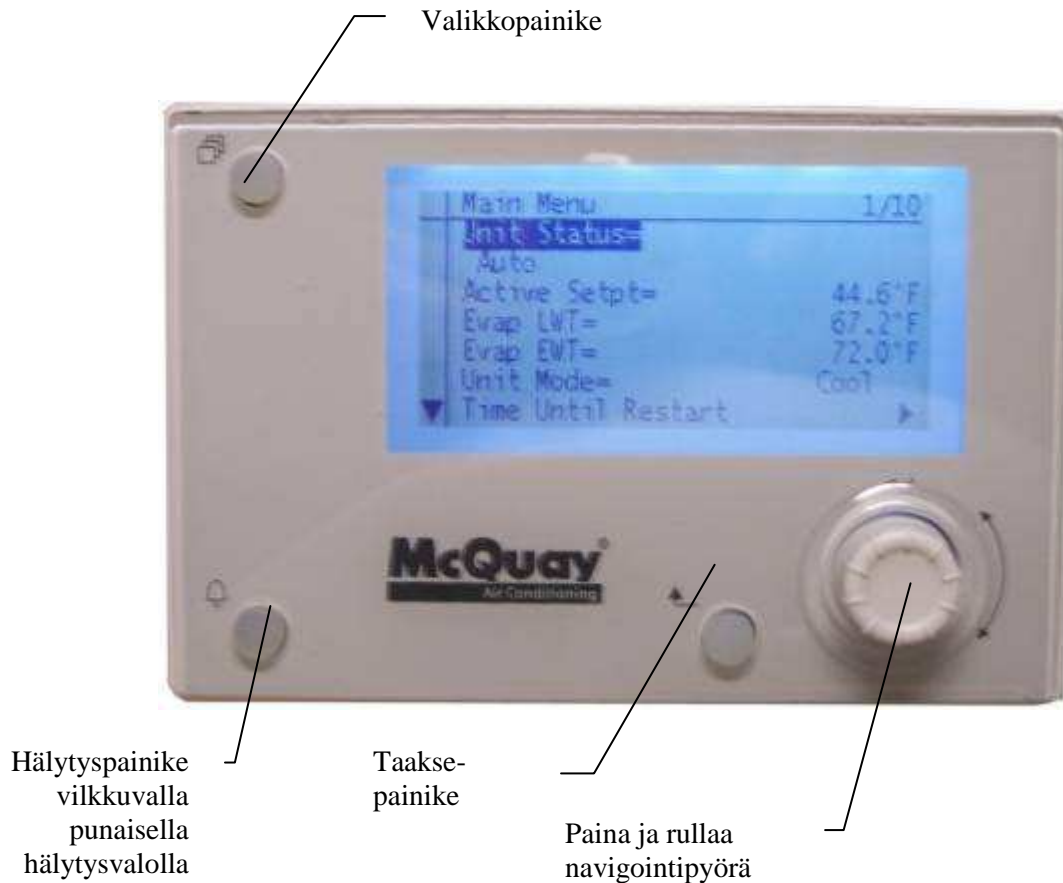 Valikkopainike
Main Menu 1/10
Unit Status=
Auto
Active Setpt= 44.6°F
Evap LWT= 67.2°F
Evap EWT= 72.0°F
Unit Mode= Cool
Time Until Restart
McQuay®
Air Conditioning
Hälytyspainike
vilkkuvalla
punaisella
hälytysvalolla
Taakse-
painike
Paina ja rullaa
navigointipyörä